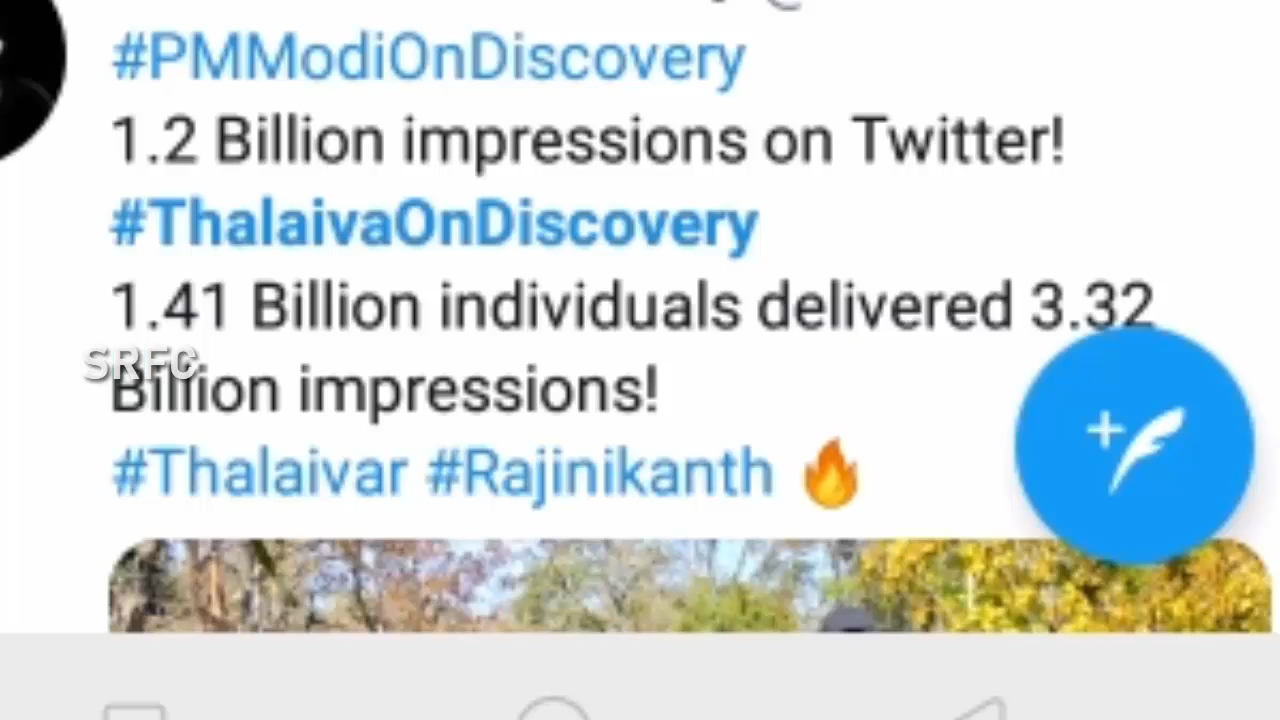 #PMModiOnDiscovery
1.2 Billion impressions on Twitter!
#ThalaivaOnDiscovery
1.41 Billion individuals delivered 3.32
SRFC
Billion impressions!
#Thalaivar #Rajinikanth 🔥